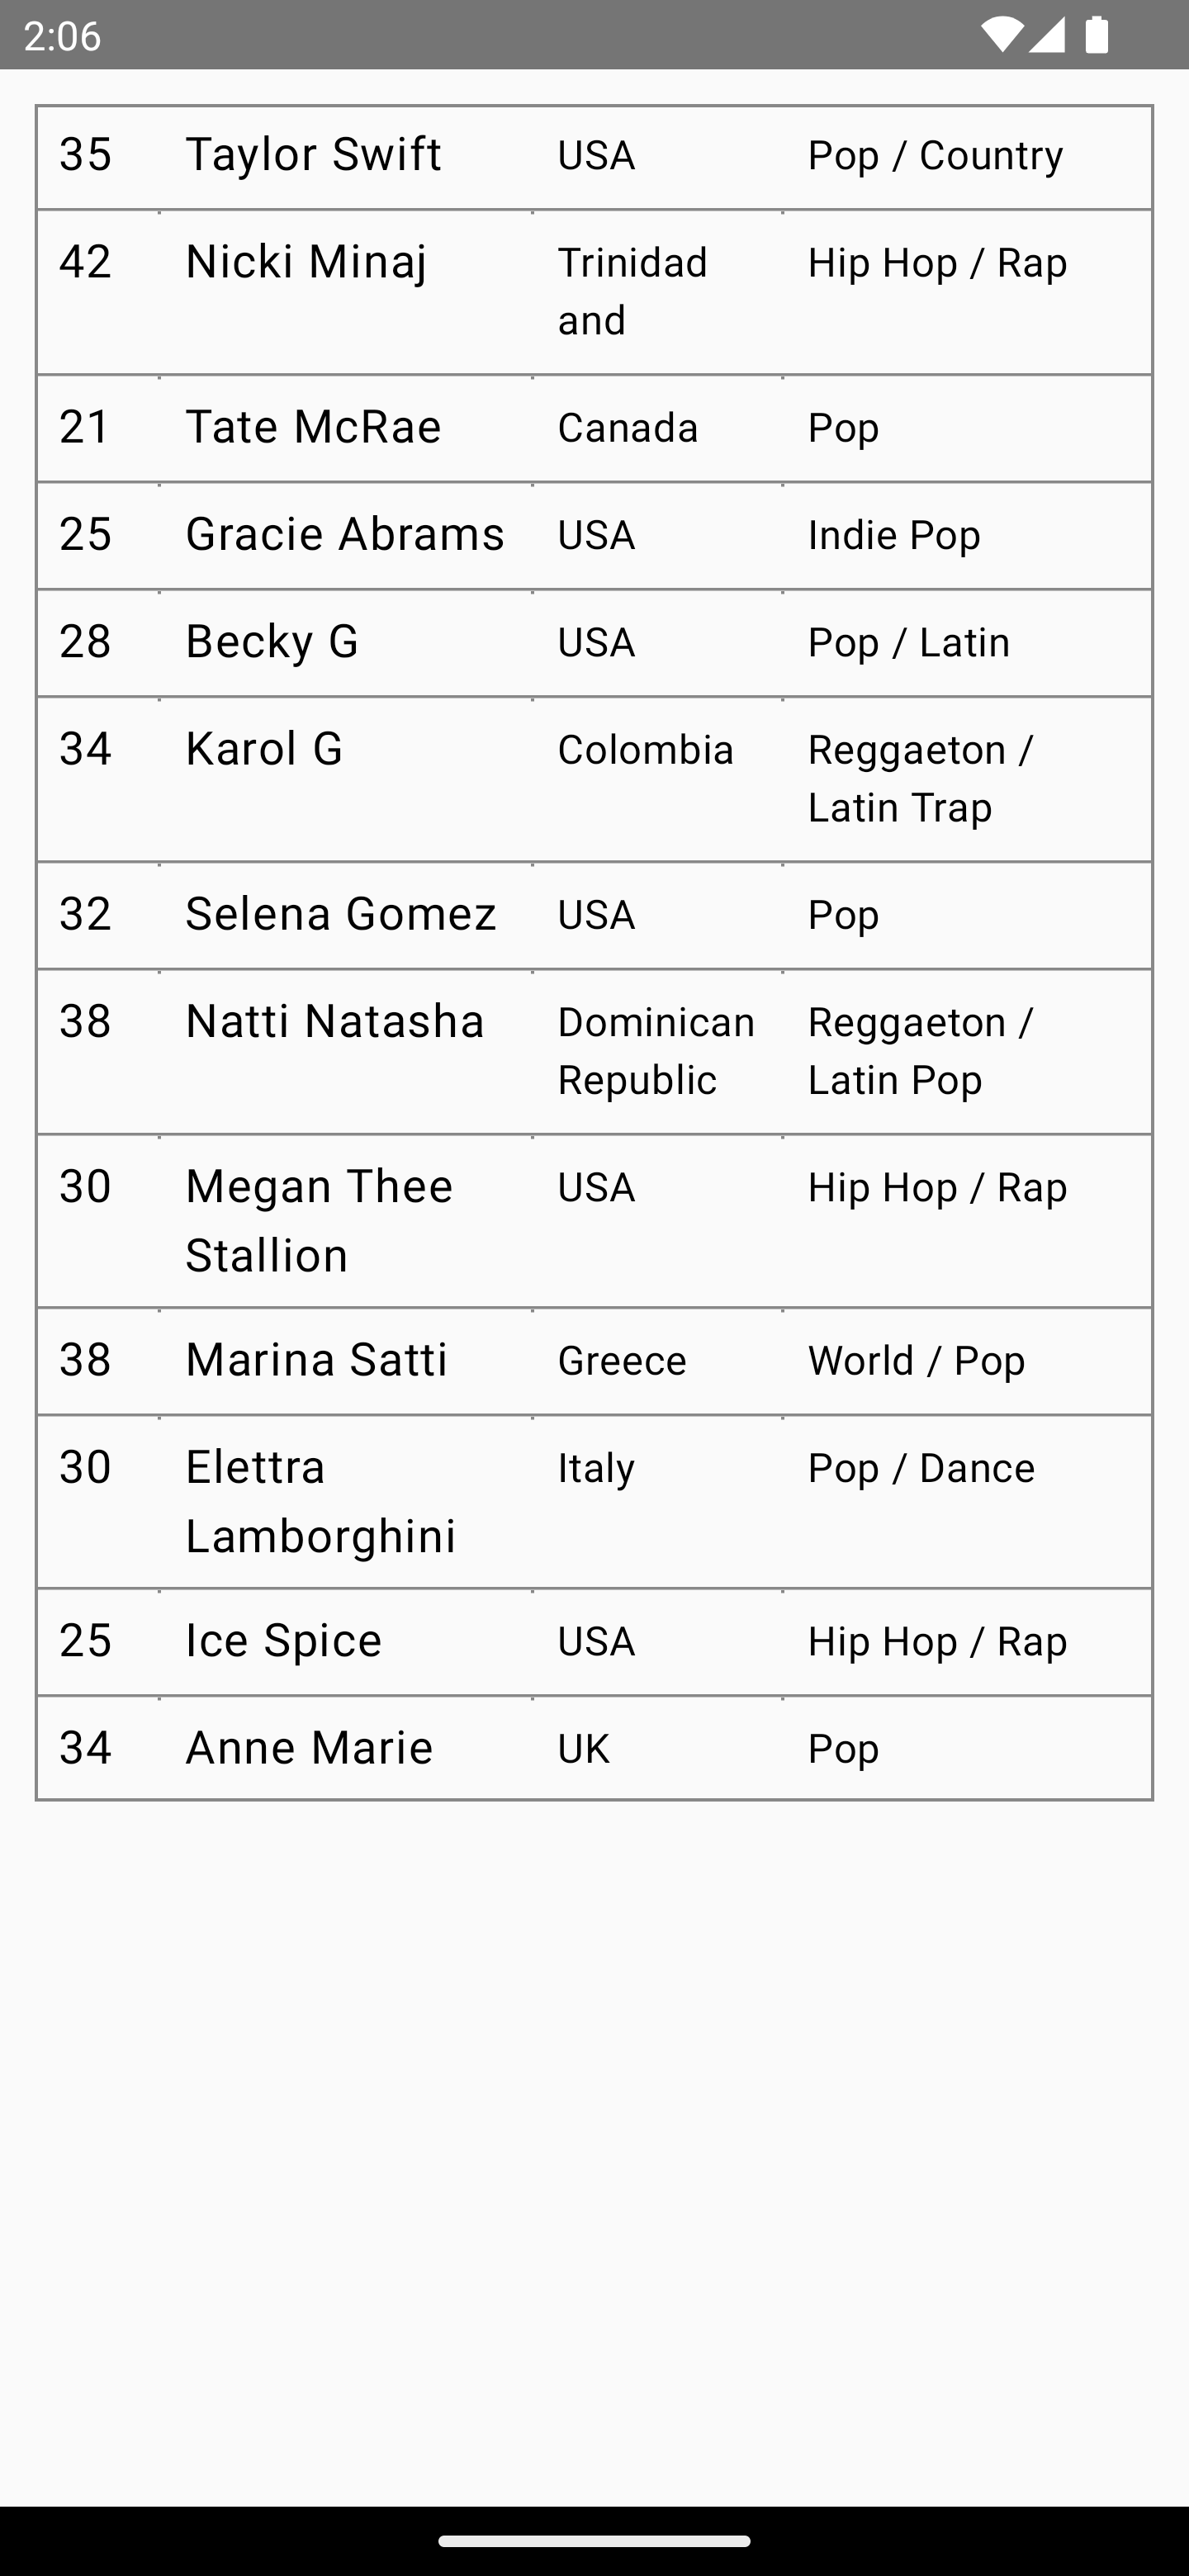 2:06
35 Taylor Swift USA Pop / Country
42 Nicki Minaj Trinidad Hip Hop / Rap
and
21 Tate McRae Canada Pop
25 Gracie Abrams USA Indie Pop
28 Becky G USA Pop / Latin
34 Karol G Colombia Reggaeton /
Latin Trap
32 Selena Gomez USA Pop
38 Natti Natasha Dominican Reggaeton /
Republic Latin Pop
30 Megan Thee USA Hip Hop / Rap
Stallion
38 Marina Satti Greece World / Pop
30 Elettra Italy Pop / Dance
Lamborghini
25 Ice Spice USA Hip Hop / Rap
34 Anne Marie UK Pop